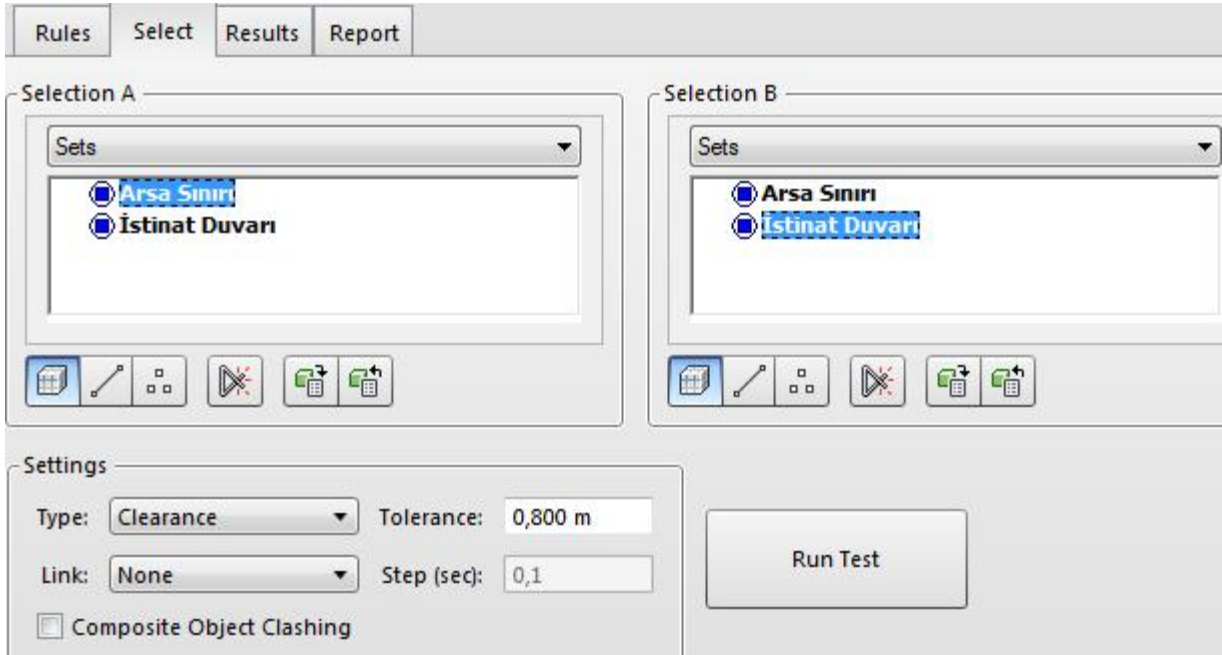 Rules Select Results Report
Selection A
Sets
Arsa Sınırı
İstinat Duvarı
Selection B
Sets
Arsa Sınırı
İstinat Duvarı
Settings
Type: Clearance Tolerance: 0,800 m
Link: None Step (sec): 0,1
Composite Object Clashing
Run Test